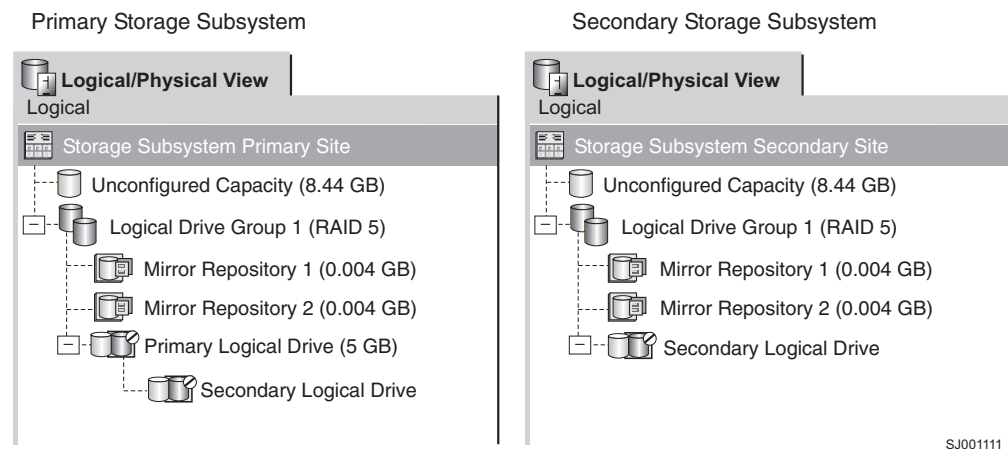 Primary Storage Subsystem
Logical/Physical View
Logical
Storage Subsystem Primary Site
Unconfigured Capacity (8.44 GB)
Logical Drive Group 1 (RAID 5)
Mirror Repository 1 (0.004 GB)
Mirror Repository 2 (0.004 GB)
Primary Logical Drive (5 GB)
Secondary Logical Drive
Secondary Storage Subsystem
Logical/Physical View
Logical
Storage Subsystem Secondary Site
Unconfigured Capacity (8.44 GB)
Logical Drive Group 1 (RAID 5)
Mirror Repository 1 (0.004 GB)
Mirror Repository 2 (0.004 GB)
Secondary Logical Drive
SJ001111